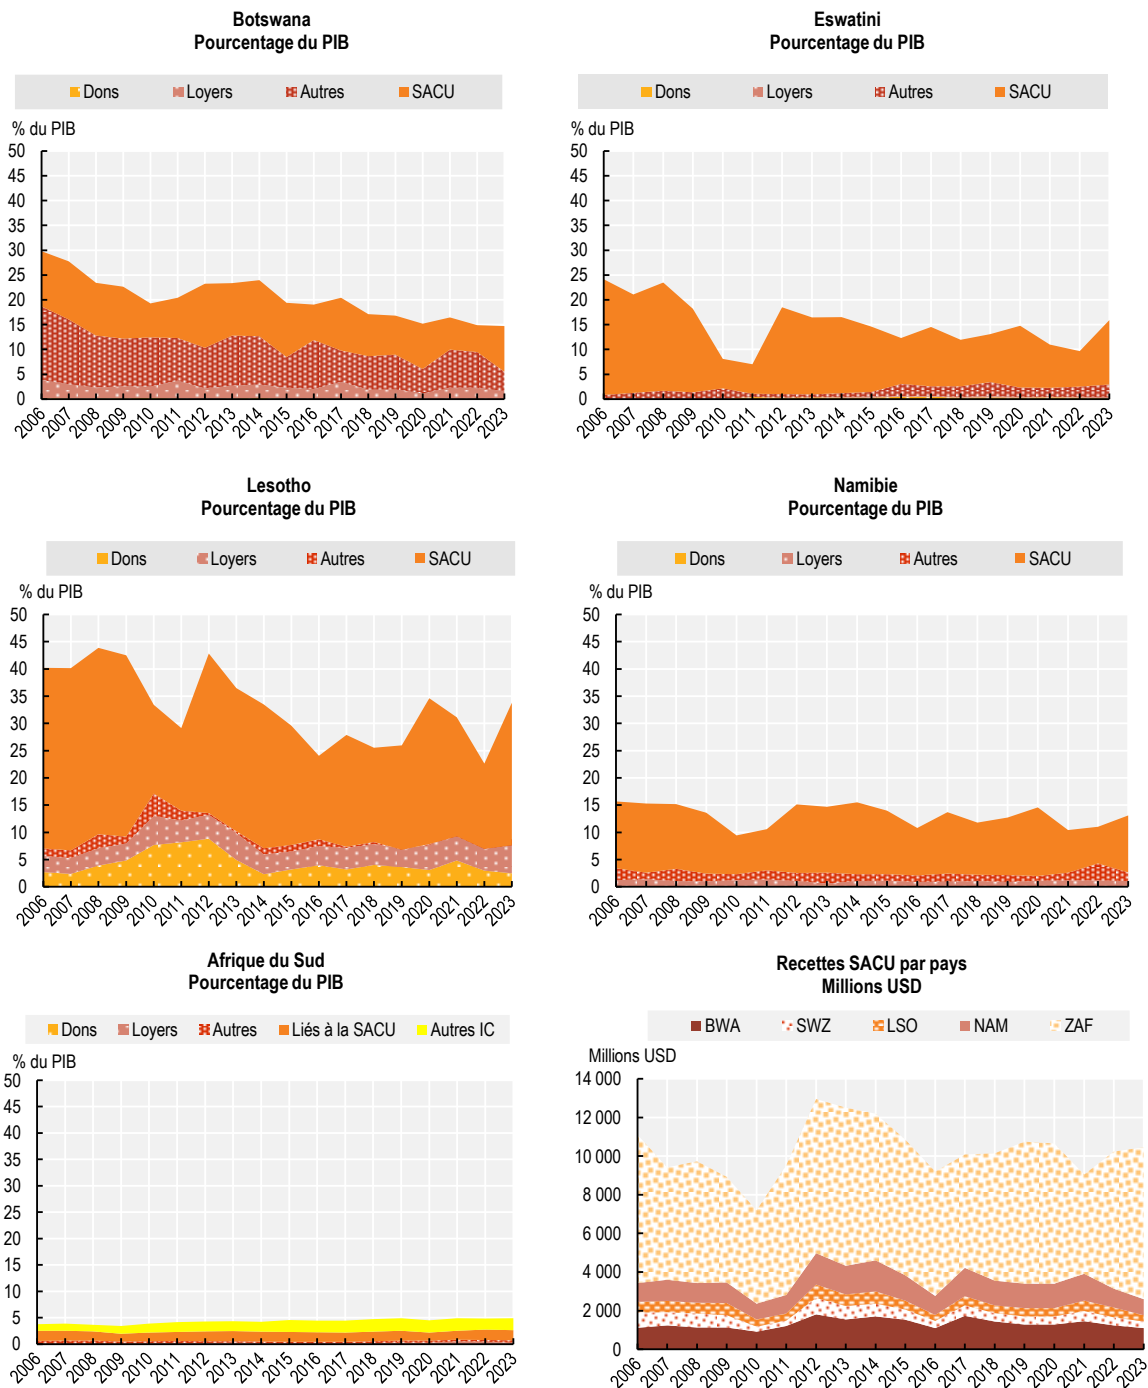 Botswana
Pourcentage du PIB
Dons Loyers Autres SACU
% du PIB
50
45
40
35
30
25
20
15
10
5
0
2006 2007 2008 2009 2010 2011 2012 2013 2014 2015 2016 2017 2018 2019 2020 2021 2022 2023
Eswatini
Pourcentage du PIB
Dons Loyers Autres SACU
% du PIB
50
45
40
35
30
25
20
15
10
5
0
2006 2007 2008 2009 2010 2011 2012 2013 2014 2015 2016 2017 2018 2019 2020 2021 2022 2023
Lesotho
Pourcentage du PIB
Dons Loyers Autres SACU
% du PIB
50
45
40
35
30
25
20
15
10
5
0
2006 2007 2008 2009 2010 2011 2012 2013 2014 2015 2016 2017 2018 2019 2020 2021 2022 2023
Namibie
Pourcentage du PIB
Dons Loyers Autres SACU
% du PIB
50
45
40
35
30
25
20
15
10
5
0
2006 2007 2008 2009 2010 2011 2012 2013 2014 2015 2016 2017 2018 2019 2020 2021 2022 2023
Afrique du Sud
Pourcentage du PIB
Dons Loyers Autres Liés à la SACU Autres IC
% du PIB
50
45
40
35
30
25
20
15
10
5
0
2006 2007 2008 2009 2010 2011 2012 2013 2014 2015 2016 2017 2018 2019 2020 2021 2022 2023
Recettes SACU par pays
Millions USD
BWA SWZ LSO NAM ZAF
Millions USD
14 000
12 000
10 000
8 000
6 000
4 000
2 000
0
2006 2007 2008 2009 2010 2011 2012 2013 2014 2015 2016 2017 2018 2019 2020 2021 2022 2023